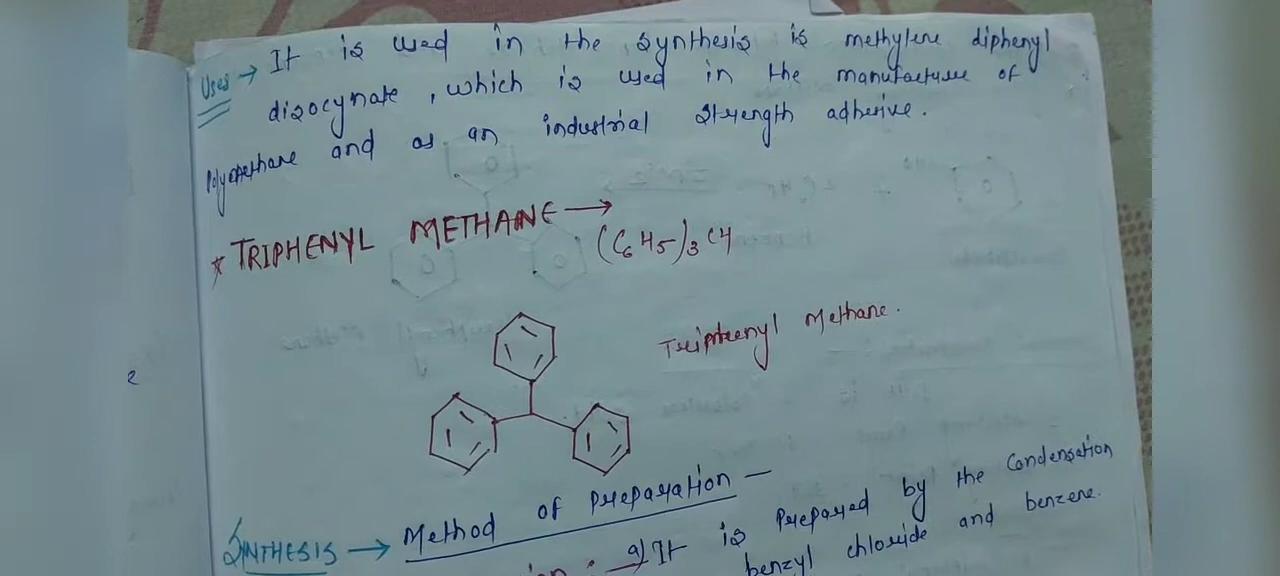 Uses → It is used in the synthesis is methylene diphenyl
diisocynate, which is used in the manufacture of
Polyurethane and as an industrial strength adhesive.
* TRIPHENYL METHANE → (C6H5)3CH
Triphenyl Methane.
SYNTHESIS → Method of preparation —
a) It is prepared by the Condensation
benzyl chloride and benzene.